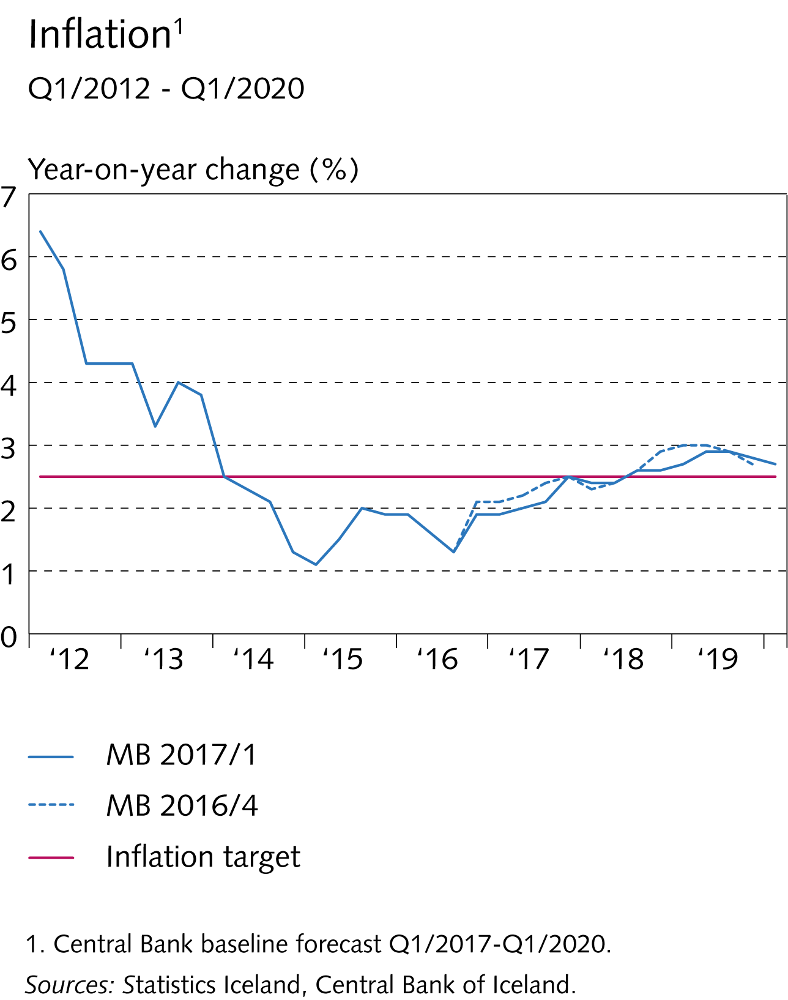 Inflation¹
Q1/2012 - Q1/2020
Year-on-year change (%)
7
6
5
4
3
2
1
0
‘12 ‘13 ‘14 ‘15 ‘16 ‘17 ‘18 ‘19
MB 2017/1
MB 2016/4
Inflation target
1. Central Bank baseline forecast Q1/2017-Q1/2020.
Sources: Statistics Iceland, Central Bank of Iceland.